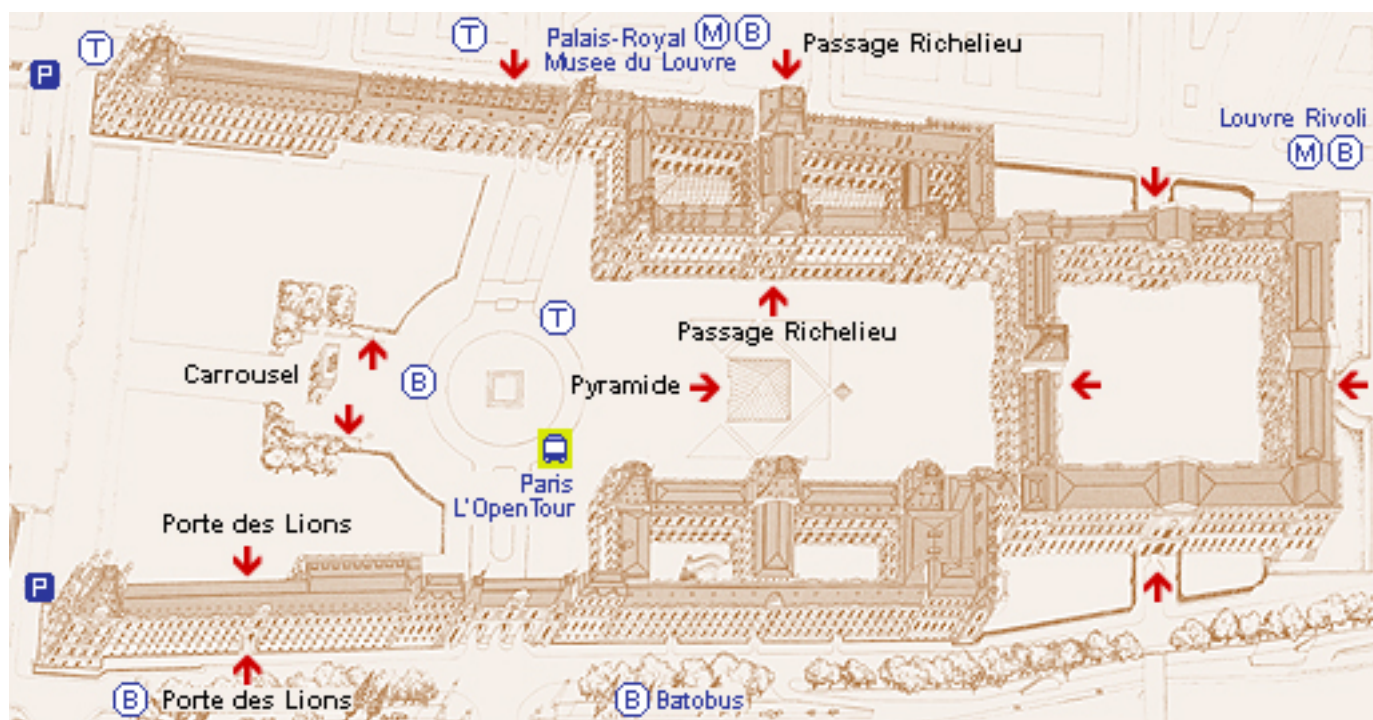 T
T
Palais-Royal M B
Musee du Louvre
Passage Richelieu
P
Louvre Rivoli
M B
T
Passage Richelieu
Carrousel
B
Pyramide
Paris
L'OpenTour
Porte des Lions
P
B Porte des Lions
B Batobus